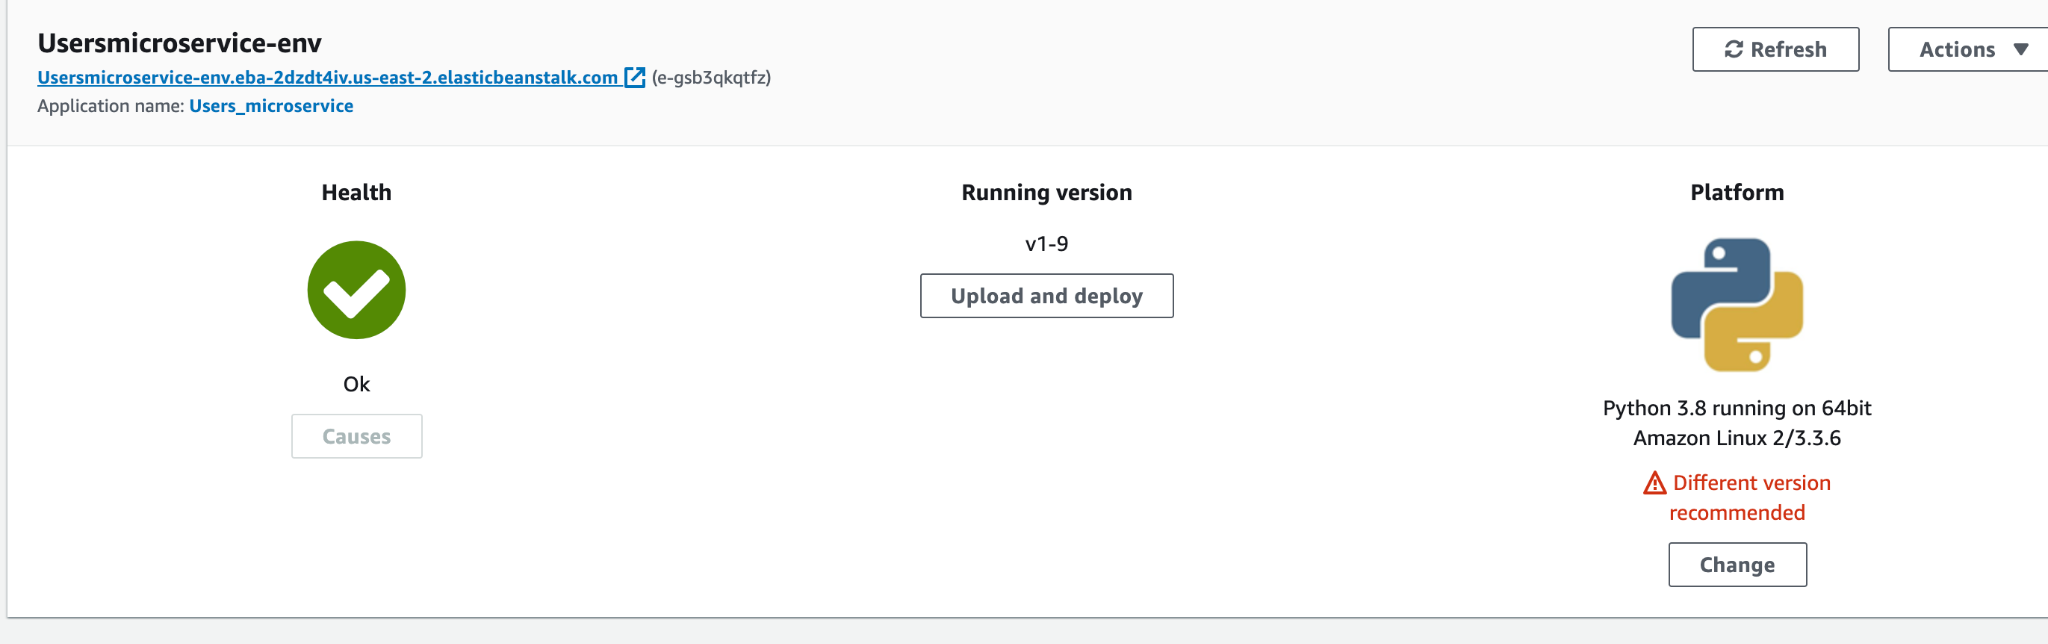 Usersmicroservice-env
Usersmicroservice-env.eba-2dzdt4iv.us-east-2.elasticbeanstalk.com (e-gsb3qkqtfz)
Application name: Users_microservice
Refresh
Actions
Health
Ok
Causes
Running version
v1-9
Upload and deploy
Platform
Python 3.8 running on 64bit
Amazon Linux 2/3.3.6
Different version
recommended
Change